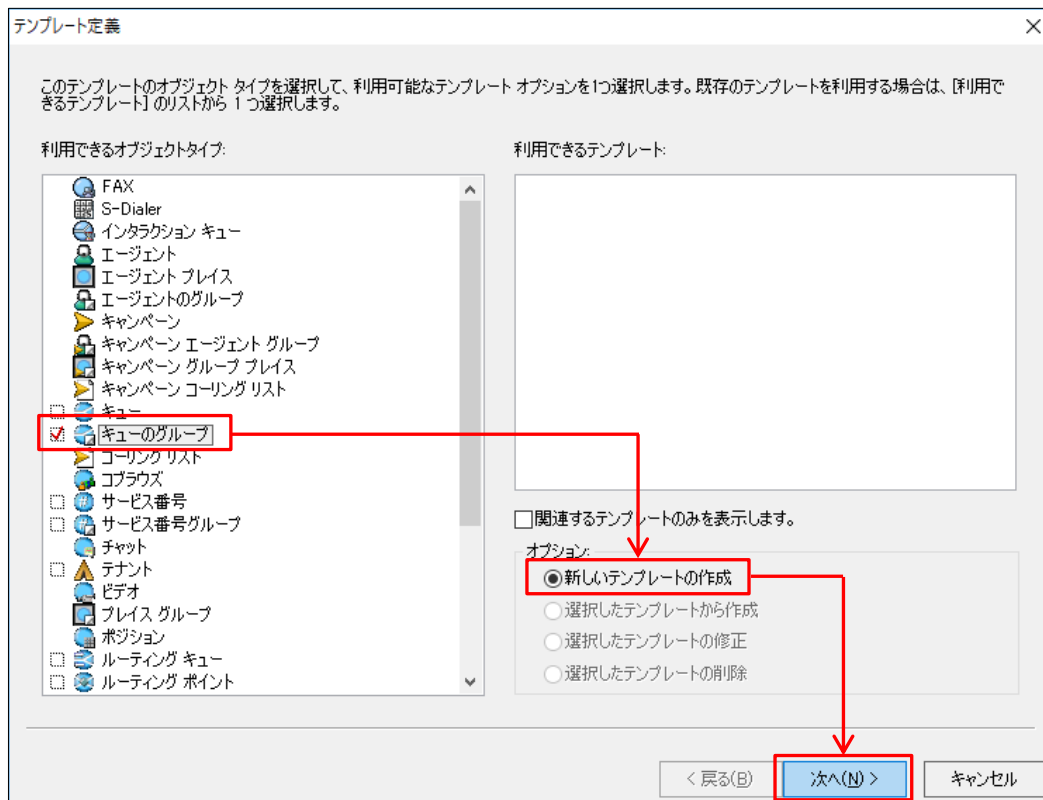 テンプレート定義
このテンプレートのオブジェクト タイプを選択して、利用可能なテンプレート オプションを1つ選択します。既存のテンプレートを利用する場合は、[利用で
きるテンプレート] のリストから 1 つ選択します。
利用できるオブジェクトタイプ:
FAX
S-Dialer
インタラクション キュー
エージェント
エージェント プレイス
エージェントのグループ
キャンペーン
キャンペーン エージェント グループ
キャンペーン グループ プレイス
キャンペーン コーリング リスト
キュー
キューのグループ
コーリング リスト
コブラウズ
サービス番号
サービス番号グループ
チャット
テナント
ビデオ
プレイス グループ
ポジション
ルーティング キュー
ルーティング ポイント
利用できるテンプレート:
関連するテンプレートのみを表示します。
オプション:
新しいテンプレートの作成
選択したテンプレートから作成
選択したテンプレートの修正
選択したテンプレートの削除
< 戻る(B)
次へ(N) >
キャンセル